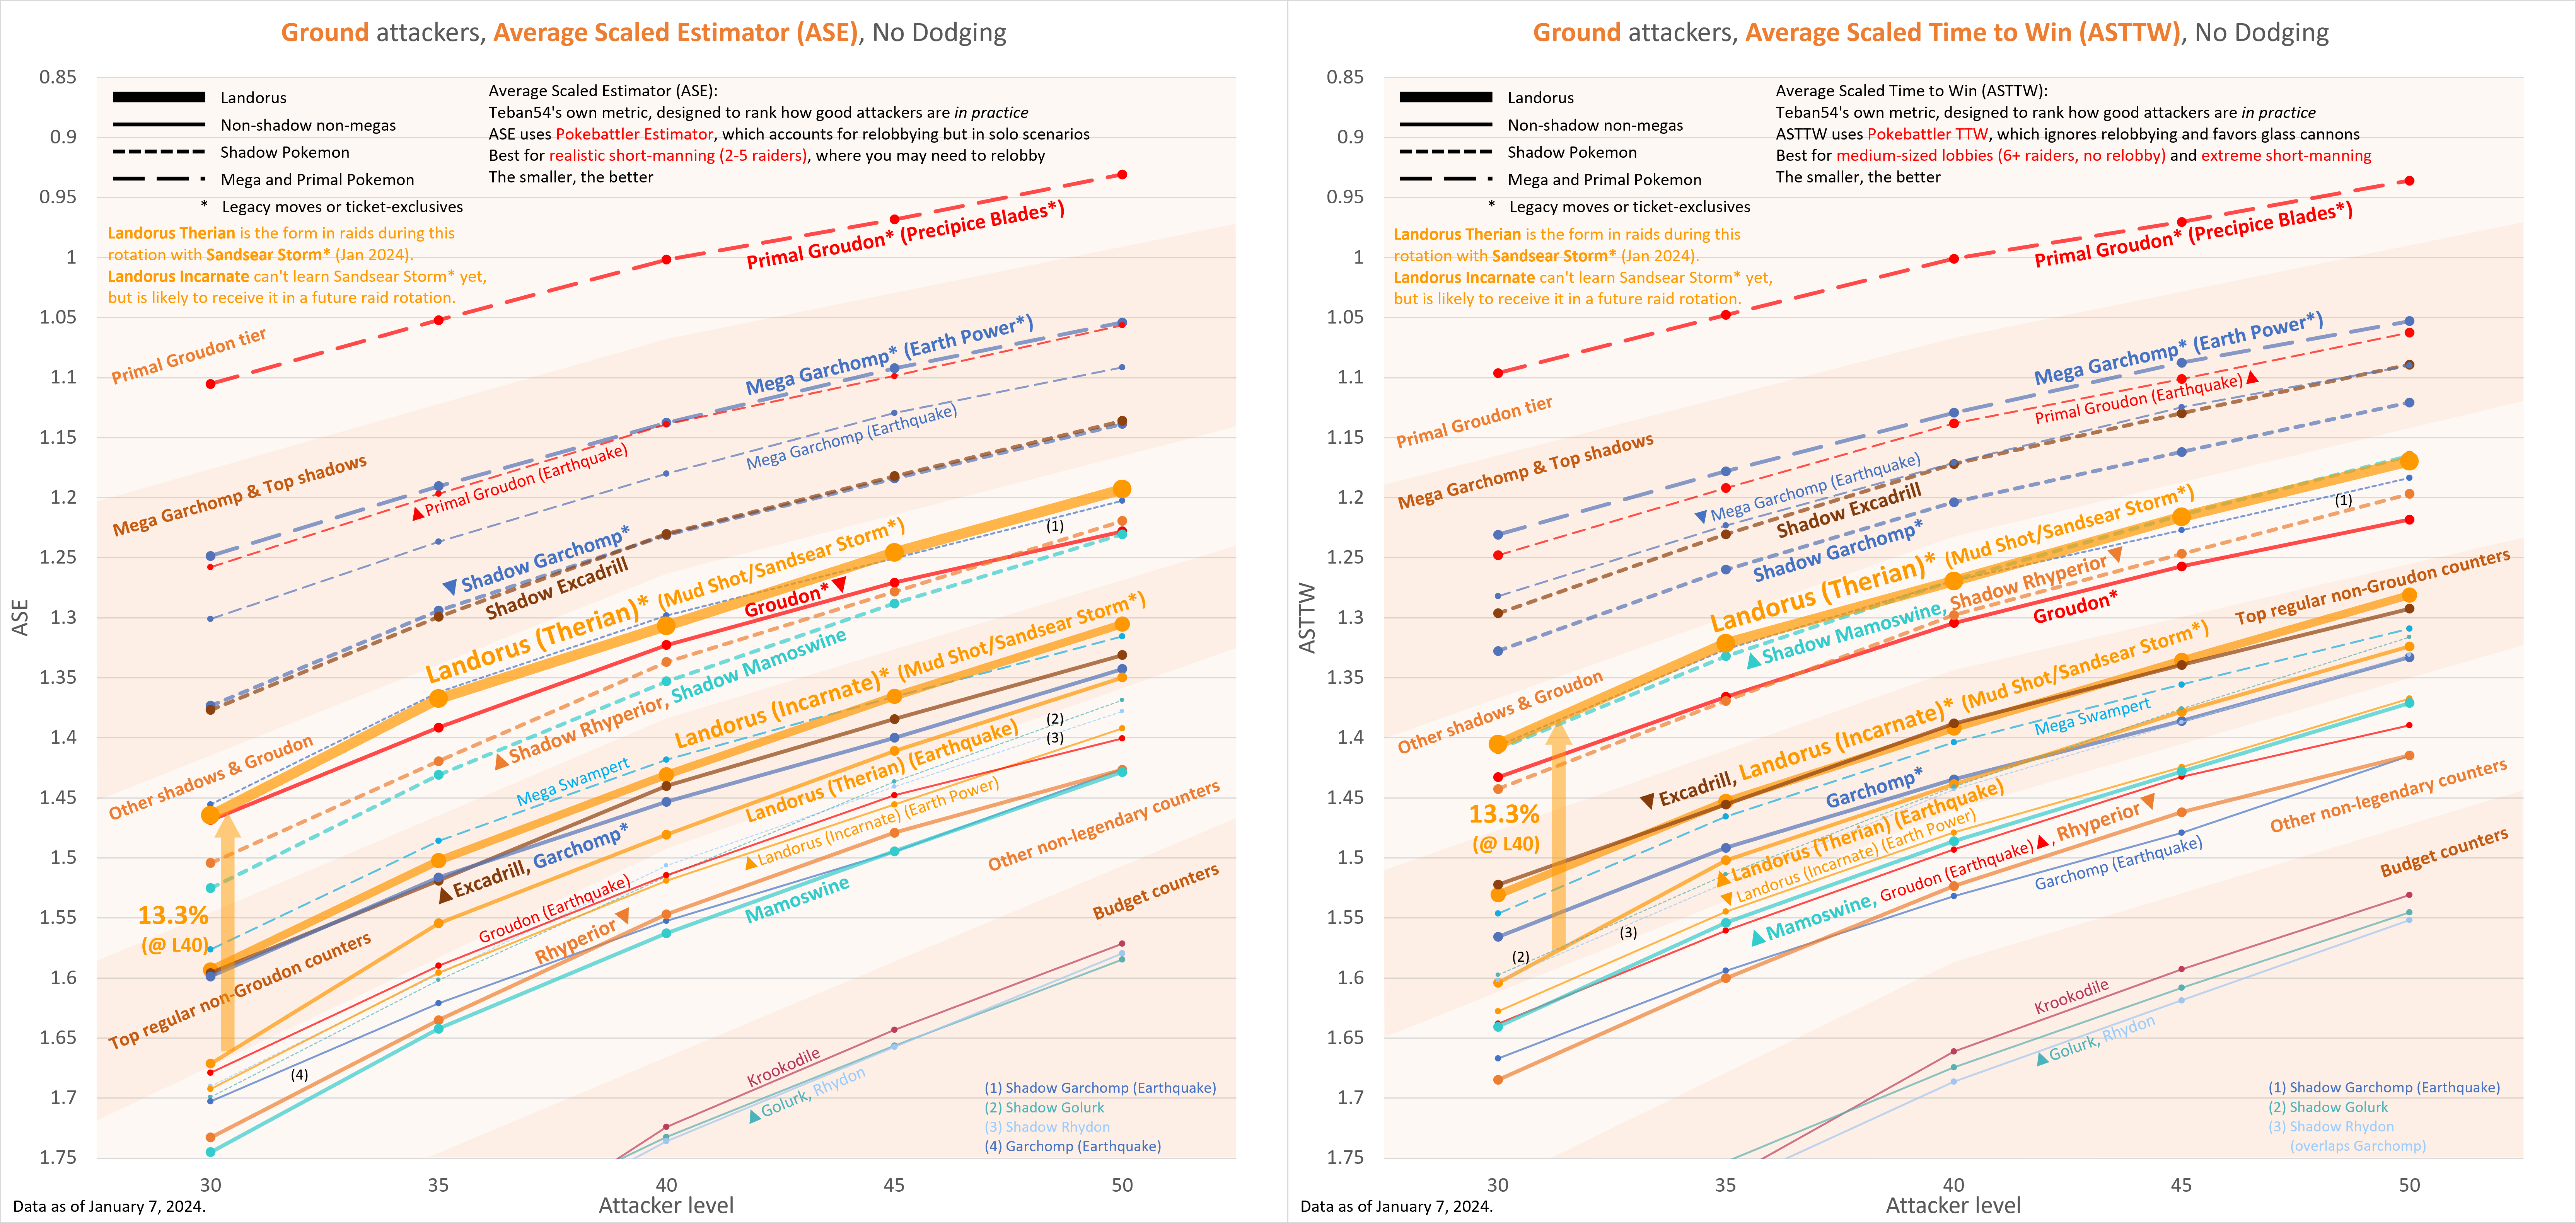 Ground attackers, Average Scaled Estimator (ASE), No Dodging
0.85
0.9
0.95
1
1.05
1.1
1.15
1.2
1.25
1.3
1.35
1.4
1.45
1.5
1.55
1.6
1.65
1.7
1.75
ASE
Landorus
Non-shadow non-megas
Shadow Pokemon
Mega and Primal Pokemon
* Legacy moves or ticket-exclusives
Average Scaled Estimator (ASE):
Teban54's own metric, designed to rank how good attackers are in practice
ASE uses Pokebattler Estimator, which accounts for relobbying but in solo scenarios
Best for realistic short-manning (2-5 raiders), where you may need to relobby
The smaller, the better
Landorus Therian is the form in raids during this
rotation with Sandsear Storm* (Jan 2024).
Landorus Incarnate can't learn Sandsear Storm* yet,
but is likely to receive it in a future raid rotation.
Primal Groudon* (Precipice Blades*)
Primal Groudon tier
Mega Garchomp* (Earth Power*)
Mega Garchomp (Earthquake)
▲Primal Groudon (Earthquake)
Mega Garchomp & Top shadows
▼Shadow Garchomp*
Shadow Excadrill
(1)
Landorus (Therian)* (Mud Shot/Sandsear Storm*)
Groudon*▼
▲Shadow Rhyperior, Shadow Mamoswine
Other shadows & Groudon
Landorus (Incarnate)* (Mud Shot/Sandsear Storm*)
Mega Swampert
(2)
(3)
Landorus (Therian) (Earthquake)
▲Landorus (Incarnate) (Earth Power)
▲Excadrill, Garchomp*
Groudon (Earthquake)
Rhyperior▼
Mamoswine
13.3%
(@ L40)
Top regular non-Groudon counters
Other non-legendary counters
Budget counters
(4)
Krookodile
▲Golurk, Rhydon
(1) Shadow Garchomp (Earthquake)
(2) Shadow Golurk
(3) Shadow Rhydon
(4) Garchomp (Earthquake)
30 35 40 45 50
Attacker level
Data as of January 7, 2024.
Ground attackers, Average Scaled Time to Win (ASTTW), No Dodging
0.85
0.9
0.95
1
1.05
1.1
1.15
1.2
1.25
1.3
1.35
1.4
1.45
1.5
1.55
1.6
1.65
1.7
1.75
ASTTW
Landorus
Non-shadow non-megas
Shadow Pokemon
Mega and Primal Pokemon
* Legacy moves or ticket-exclusives
Average Scaled Time to Win (ASTTW):
Teban54's own metric, designed to rank how good attackers are in practice
ASTTW uses Pokebattler TTW, which ignores relobbying and favors glass cannons
Best for medium-sized lobbies (6+ raiders, no relobby) and extreme short-manning
The smaller, the better
Landorus Therian is the form in raids during this
rotation with Sandsear Storm* (Jan 2024).
Landorus Incarnate can't learn Sandsear Storm* yet,
but is likely to receive it in a future raid rotation.
Primal Groudon* (Precipice Blades*)
Primal Groudon tier
Mega Garchomp* (Earth Power*)
Primal Groudon (Earthquake)▲
Mega Garchomp & Top shadows
▼Mega Garchomp (Earthquake)
Shadow Excadrill
Shadow Garchomp*
(1)
Landorus (Therian)* (Mud Shot/Sandsear Storm*)
▲Shadow Mamoswine, Shadow Rhyperior▼
Groudon*
Other shadows & Groudon
Top regular non-Groudon counters
▼Excadrill, Landorus (Incarnate)* (Mud Shot/Sandsear Storm*)
Mega Swampert
Garchomp*
▲Landorus (Therian) (Earthquake)
▼Landorus (Incarnate) (Earth Power)
▲Mamoswine, Groudon (Earthquake)▲, Rhyperior▼
Garchomp (Earthquake)
13.3%
(@ L40)
(2)
(3)
Other non-legendary counters
Budget counters
Krookodile
▲Golurk, Rhydon
(1) Shadow Garchomp (Earthquake)
(2) Shadow Golurk
(3) Shadow Rhydon
(overlaps Garchomp)
30 35 40 45 50
Attacker level
Data as of January 7, 2024.